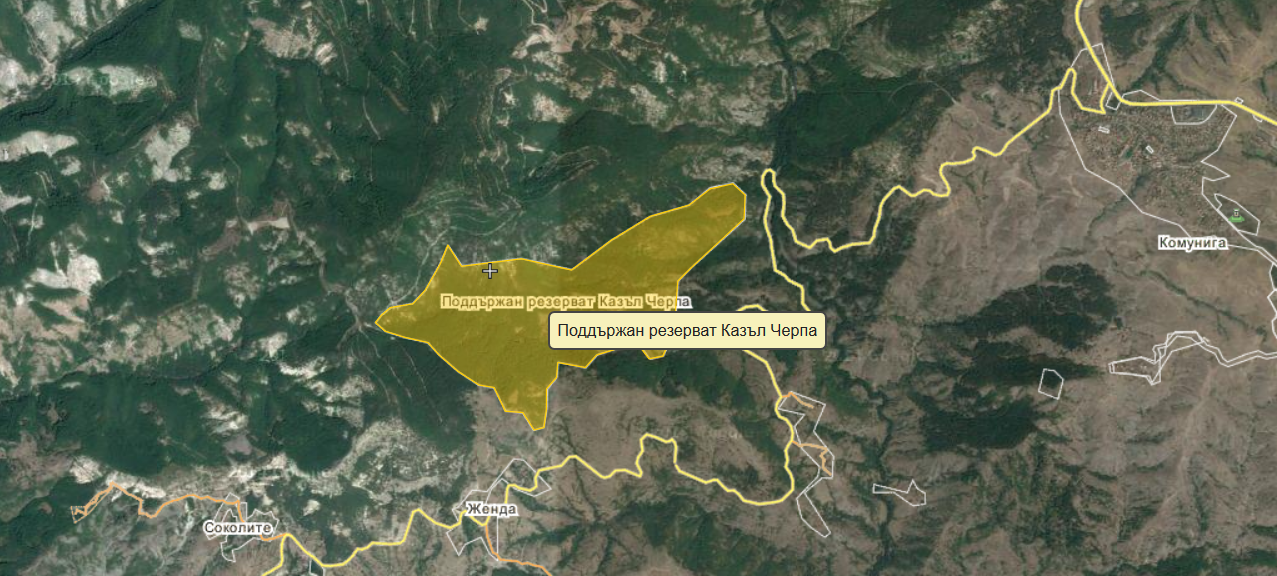 Комунига
Поддържан резерват Казъл Черпа
Поддържан резерват Казъл Черпа
Женда
Соколите